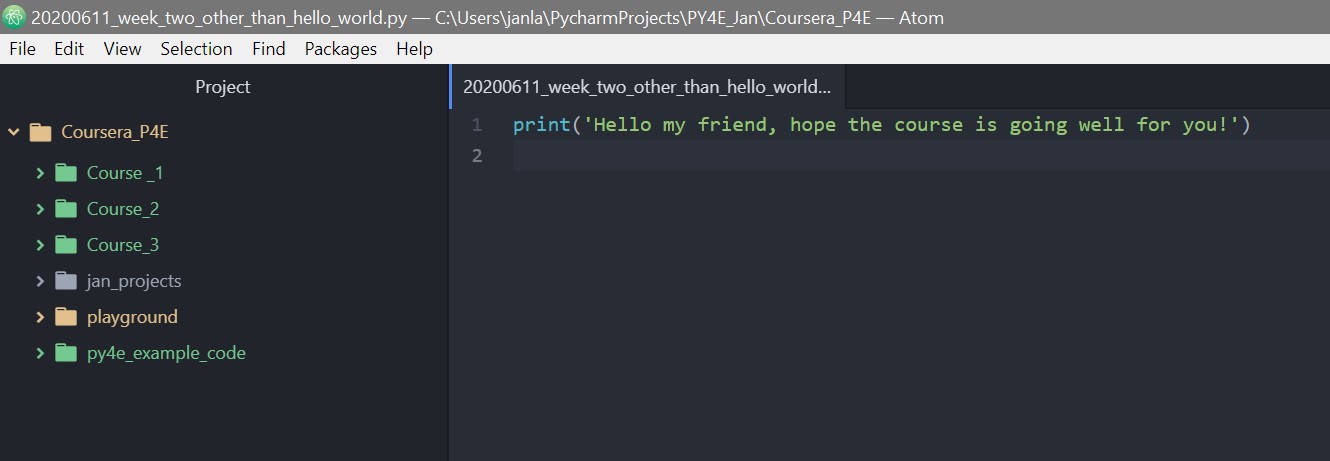 20200611_week_two_other_than_hello_world.py — C:\Users\janla\PycharmProjects\PY4E_Jan\Coursera_P4E — Atom
File Edit View Selection Find Packages Help
Project
20200611_week_two_other_than_hello_world...
Coursera_P4E
Course _1
Course_2
Course_3
jan_projects
playground
py4e_example_code
1 print('Hello my friend, hope the course is going well for you!')
2